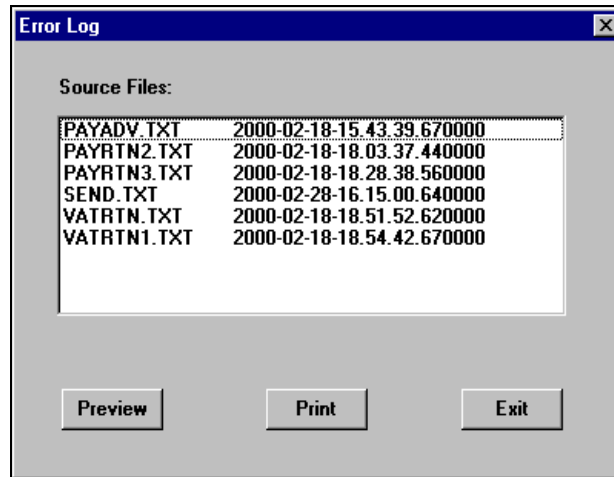 Error Log
Source Files:
PAYADV.TXT 2000-02-18-15.43.39.670000
PAYRTN2.TXT 2000-02-18-18.03.37.440000
PAYRTN3.TXT 2000-02-18-18.28.38.560000
SEND.TXT 2000-02-28-16.15.00.640000
VATRTN.TXT 2000-02-18-18.51.52.620000
VATRTN1.TXT 2000-02-18-18.54.42.670000
Preview Print Exit